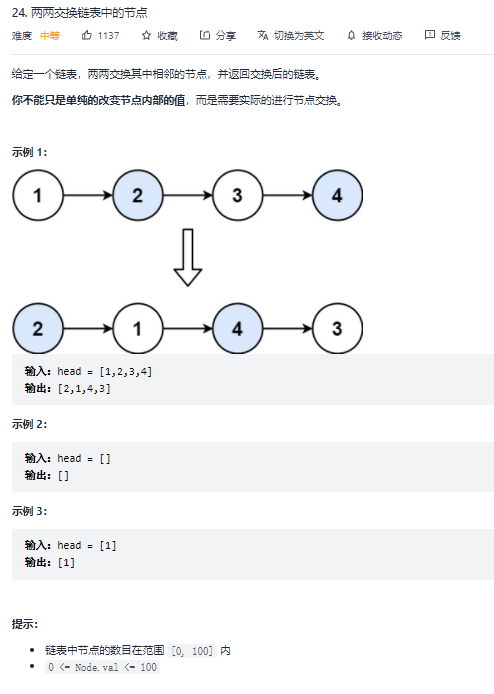 24. 两两交换链表中的节点
难度 中等 1137 收藏 分享 切换为英文 接收动态 反馈
给定一个链表，两两交换其中相邻的节点，并返回交换后的链表。
你不能只是单纯的改变节点内部的值，而是需要实际的进行节点交换。
示例 1：
1 2 3 4
2 1 4 3
输入：head = [1,2,3,4]
输出：[2,1,4,3]
示例 2：
输入：head = []
输出：[]
示例 3：
输入：head = [1]
输出：[1]
提示：
链表中节点的数目在范围 [0, 100] 内
0 <= Node.val <= 100